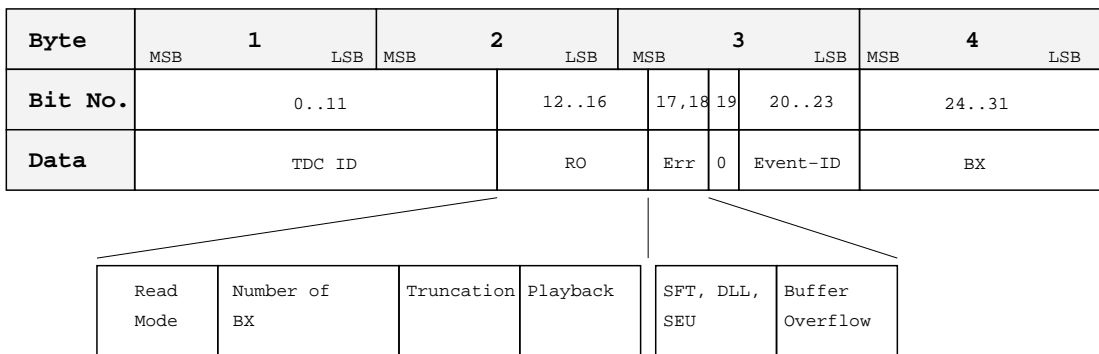 Byte 1 2 3 4
MSB LSB MSB LSB MSB LSB MSB LSB
Bit No. 0..11 12..16 17,18 19 20..23 24..31
Data TDC ID RO Err 0 Event-ID BX
Read Number of Truncation Playback SFT, DLL, Buffer
Mode BX SEU Overflow